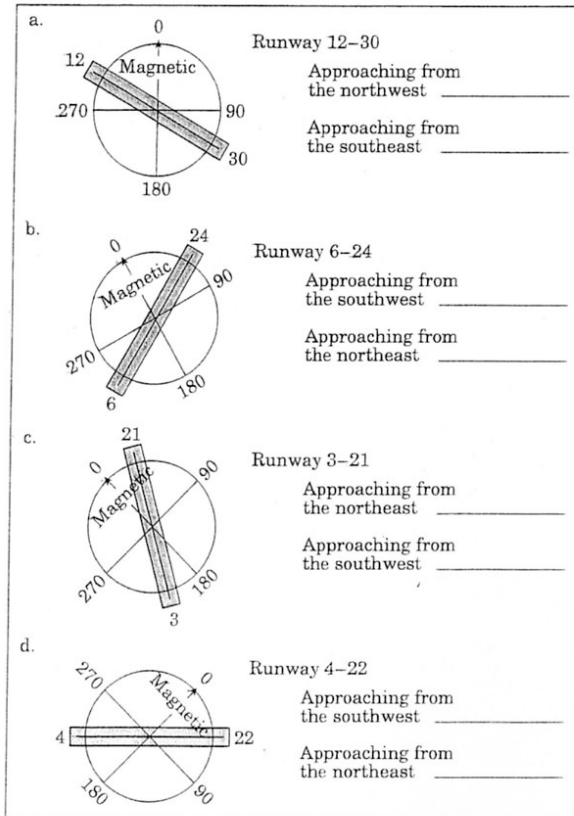 a.
0
12
Magnetic
.270
90
30
180
Runway 12–30
Approaching from
the northwest
Approaching from
the southeast
b.
0
24
Magnetic
90
270
180
6
Runway 6–24
Approaching from
the southwest
Approaching from
the northeast
c.
21
0
90
Magnetic
270
180
3
Runway 3–21
Approaching from
the northeast
Approaching from
the southwest
d.
270
0
Magnetic
4
22
180
90
Runway 4–22
Approaching from
the southwest
Approaching from
the northeast